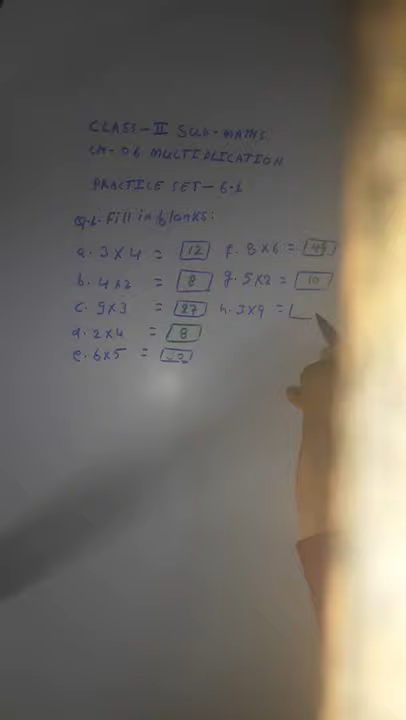 CLASS-II SUB-MATHS
CH-06 MULTIPLICATION
PRACTICE SET-6.1
Q.1. Fill in blanks:
a. 3 X 4 = 12 f. 8 X 6 = 48
b. 4 X 2 = 8 g. 5 X 2 = 10
c. 9 X 3 = 27 h. 3 X 9 =
d. 2 X 4 = 8
e. 6 X 5 =